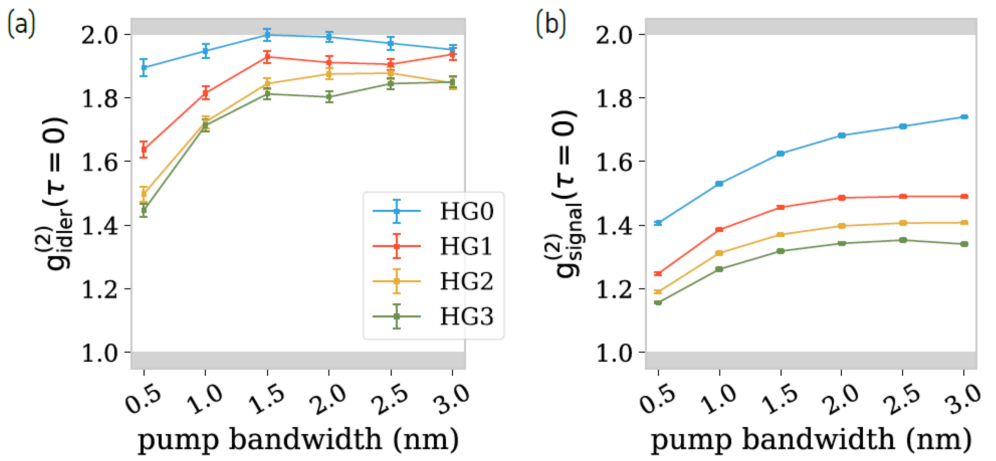 (a)
g(2)idler(τ = 0)
2.0
1.8
1.6
1.4
1.2
1.0
0.5 1.0 1.5 2.0 2.5 3.0
pump bandwidth (nm)
HG0
HG1
HG2
HG3
(b)
g(2)signal(τ = 0)
2.0
1.8
1.6
1.4
1.2
1.0
0.5 1.0 1.5 2.0 2.5 3.0
pump bandwidth (nm)